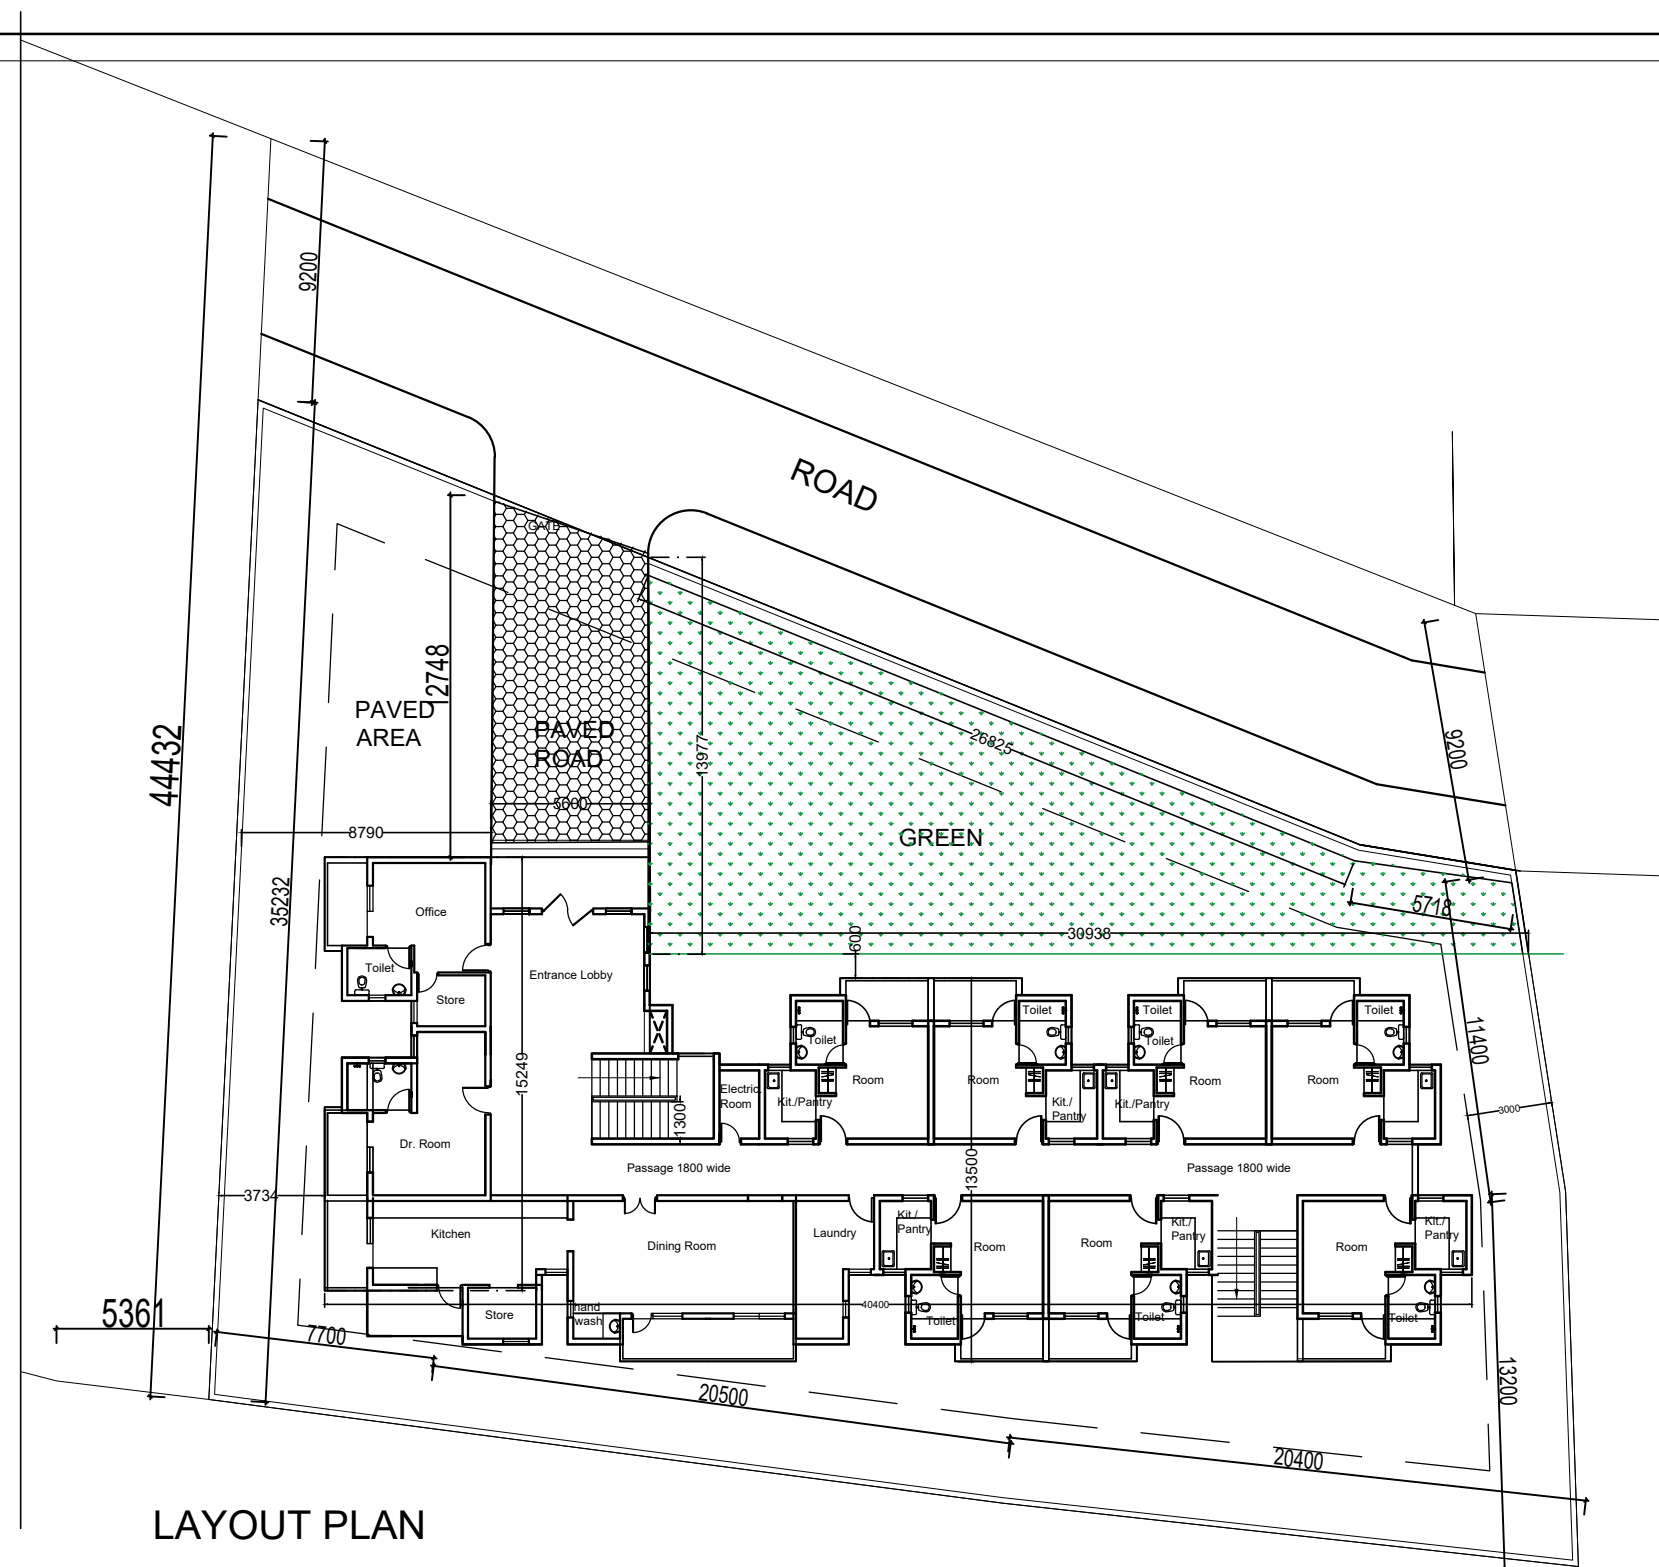 9200
44432
ROAD
GATE
12748
PAVED
AREA
PAVED
ROAD
13977
26825
9200
5600
8790
GREEN
35232
5718
30938
600
Office
Toilet
Store
Entrance Lobby
15249
Toilet
Toilet
Toilet
Toilet
Toilet
Toilet
11400
Room
Room
Room
Room
Electric
Room
Kit./Pantry
Kit./
Pantry
Kit./Pantry
3000
1300
Dr. Room
13500
Passage 1800 wide
Passage 1800 wide
3734
Kitchen
Dining Room
Laundry
Kit./
Pantry
Room
Room
Kit./
Pantry
Room
Kit./
Pantry
40400
Store
hand
wash
Toilet
Toilet
Toilet
5361
7700
20500
13200
20400
LAYOUT PLAN